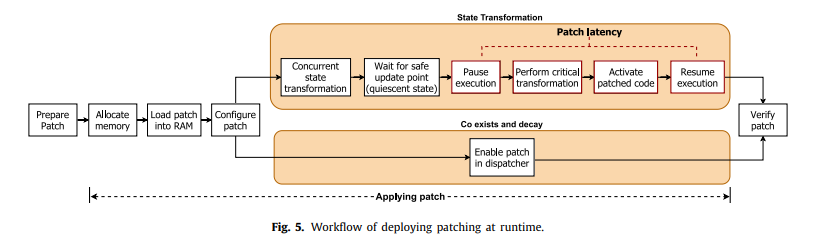 State Transformation
Patch latency
Concurrent
state
transformation
Wait for safe
update point
(quiescent state)
Pause
execution
Perform critical
transformation
Activate
patched code
Resume
execution
Prepare
Patch
Allocate
memory
Load patch
into RAM
Configure
patch
Verify
patch
Co exists and decay
Enable patch
in dispatcher
Applying patch
Fig. 5. Workflow of deploying patching at runtime.